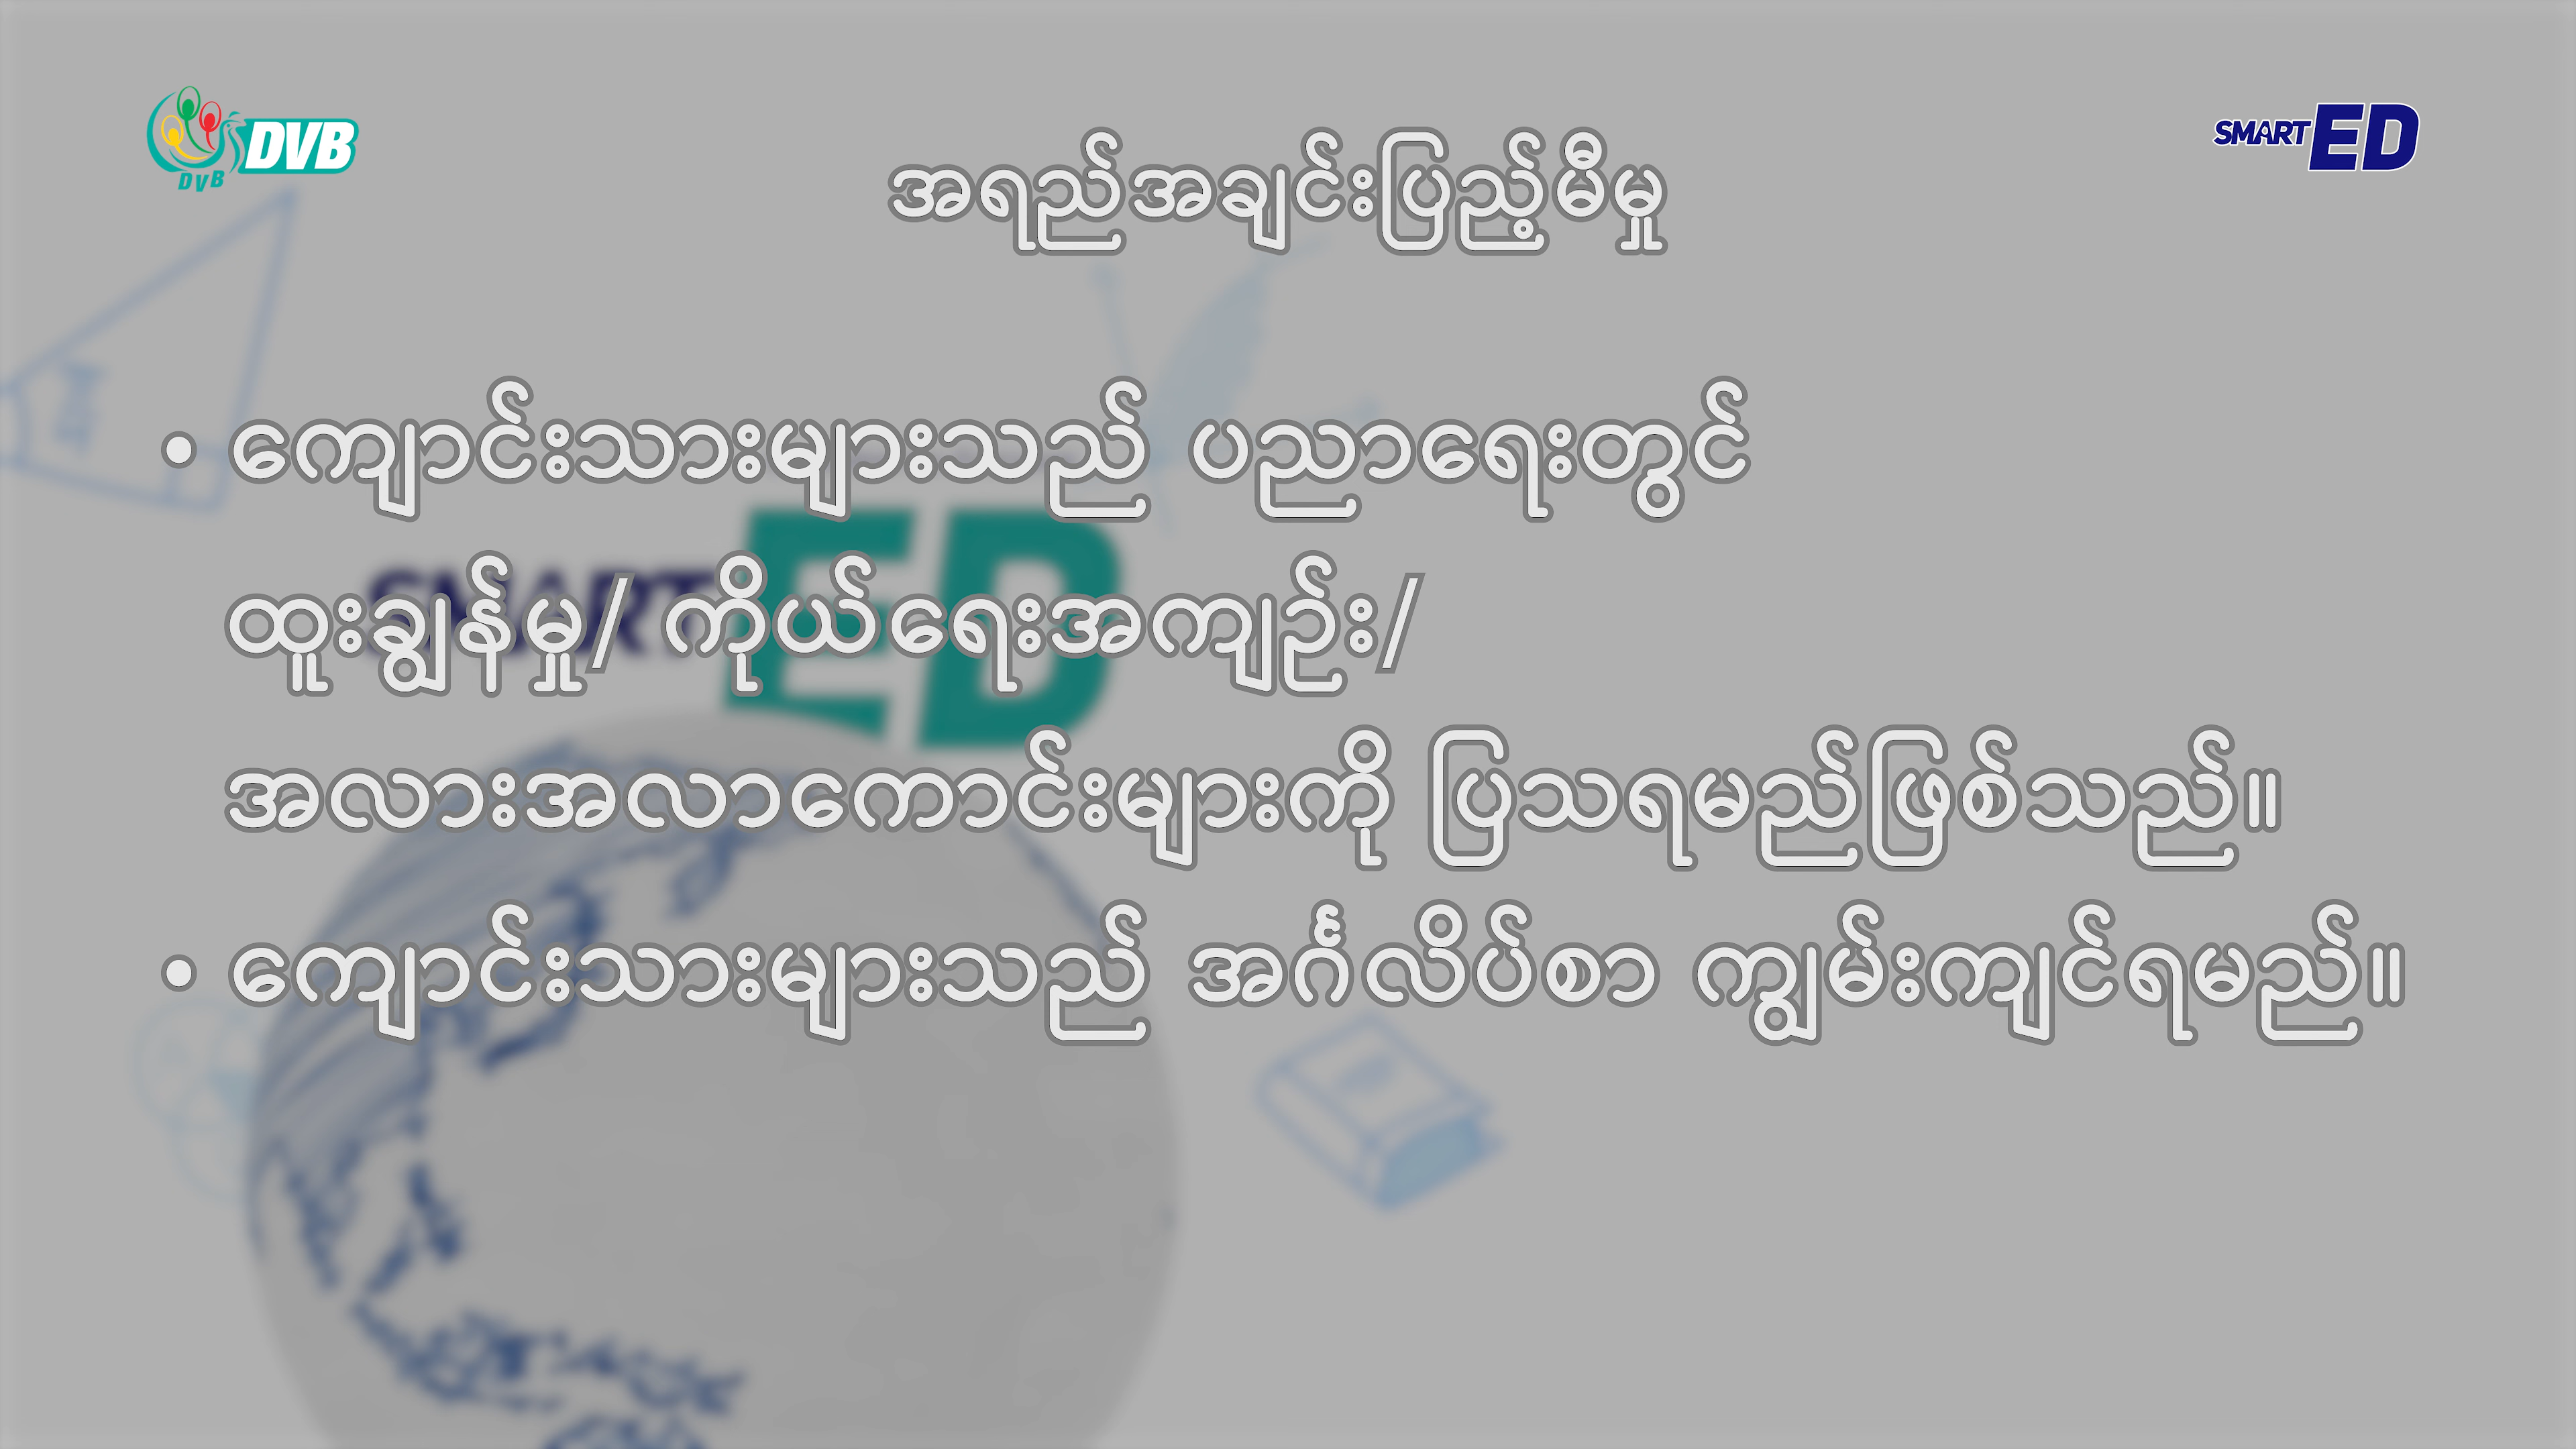 DVB
DVB
SMART ED
အရည်အချင်းပြည့်မီမှု
• ကျောင်းသားများသည် ပညာရေးတွင်
ထူးချွန်မှု/ ကိုယ်ရေးအကျဉ်း/
အလားအလာကောင်းများကို ပြသရမည်ဖြစ်သည်။
• ကျောင်းသားများသည် အင်္ဂလိပ်စာ ကျွမ်းကျင်ရမည်။
SMART ED